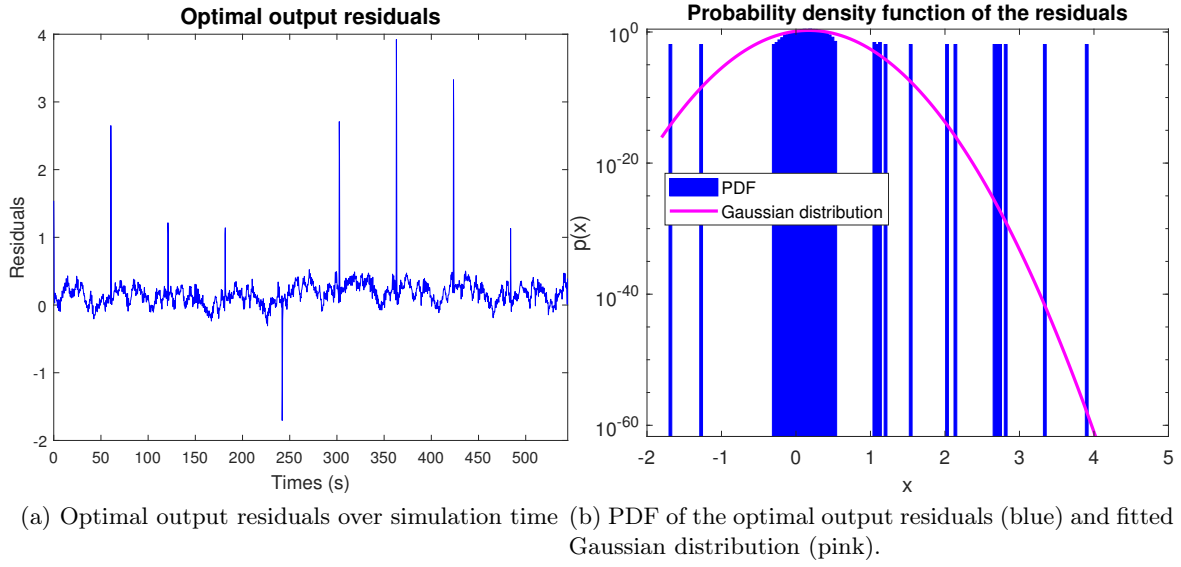 Optimal output residuals
Residuals
4
3
2
1
0
-1
-2
0 50 100 150 200 250 300 350 400 450 500
Times (s)
(a) Optimal output residuals over simulation time
Probability density function of the residuals
p(x)
10^0
10^-20
10^-40
10^-60
PDF
Gaussian distribution
-2 -1 0 1 2 3 4 5
x
(b) PDF of the optimal output residuals (blue) and fitted
Gaussian distribution (pink).